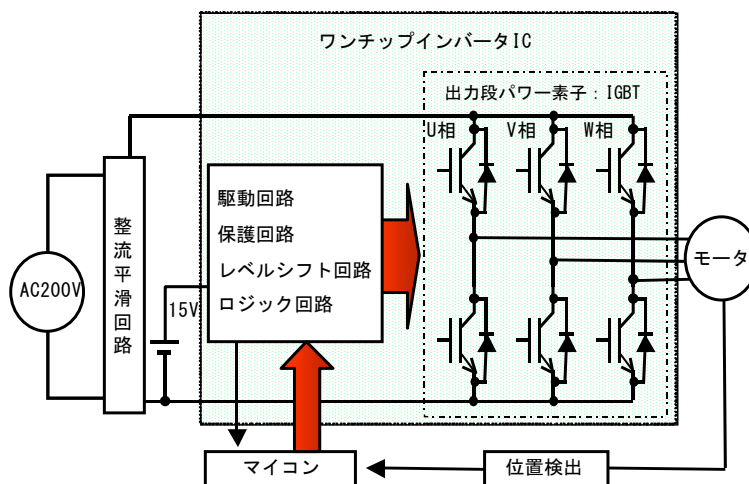 ワンチップインバータIC
出力段パワー素子：IGBT
U相
V相
W相
駆動回路
保護回路
レベルシフト回路
ロジック回路
整流平滑回路
AC200V
15V
モータ
マイコン
位置検出